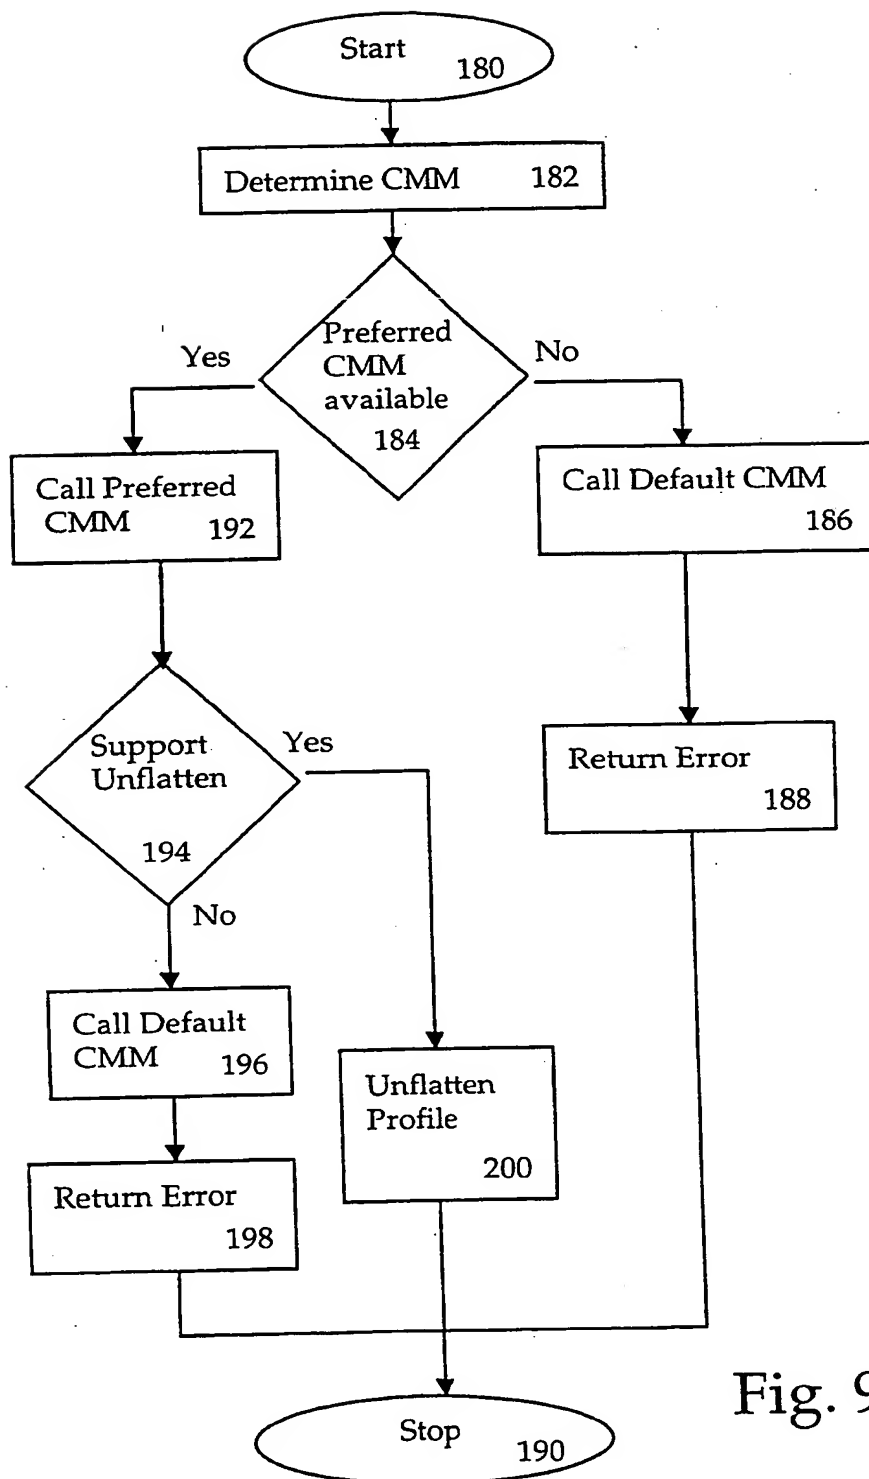 Start
180
Determine CMM 182
Preferred
CMM
available
184
Yes
No
Call Preferred
CMM 192
Call Default CMM
186
Support
Unflatten
194
Yes
No
Return Error
188
Call Default
CMM 196
Unflatten
Profile
200
Return Error
198
Stop
190
Fig. 9